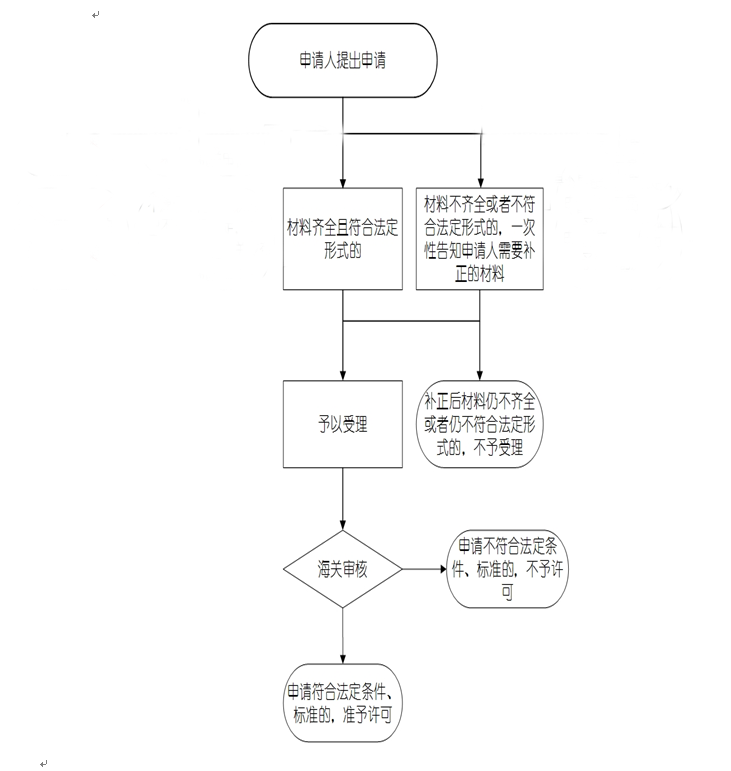 申请人提出申请
材料齐全且符合法定
形式的
材料不齐全或者不符
合法定形式的，一次
性告知申请人需要补
正的材料
予以受理
补正后材料仍不齐全
或者仍不符合法定形
式的，不予受理
海关审核
申请不符合法定条
件、标准的，不予许
可
申请符合法定条件、
标准的，准予许可